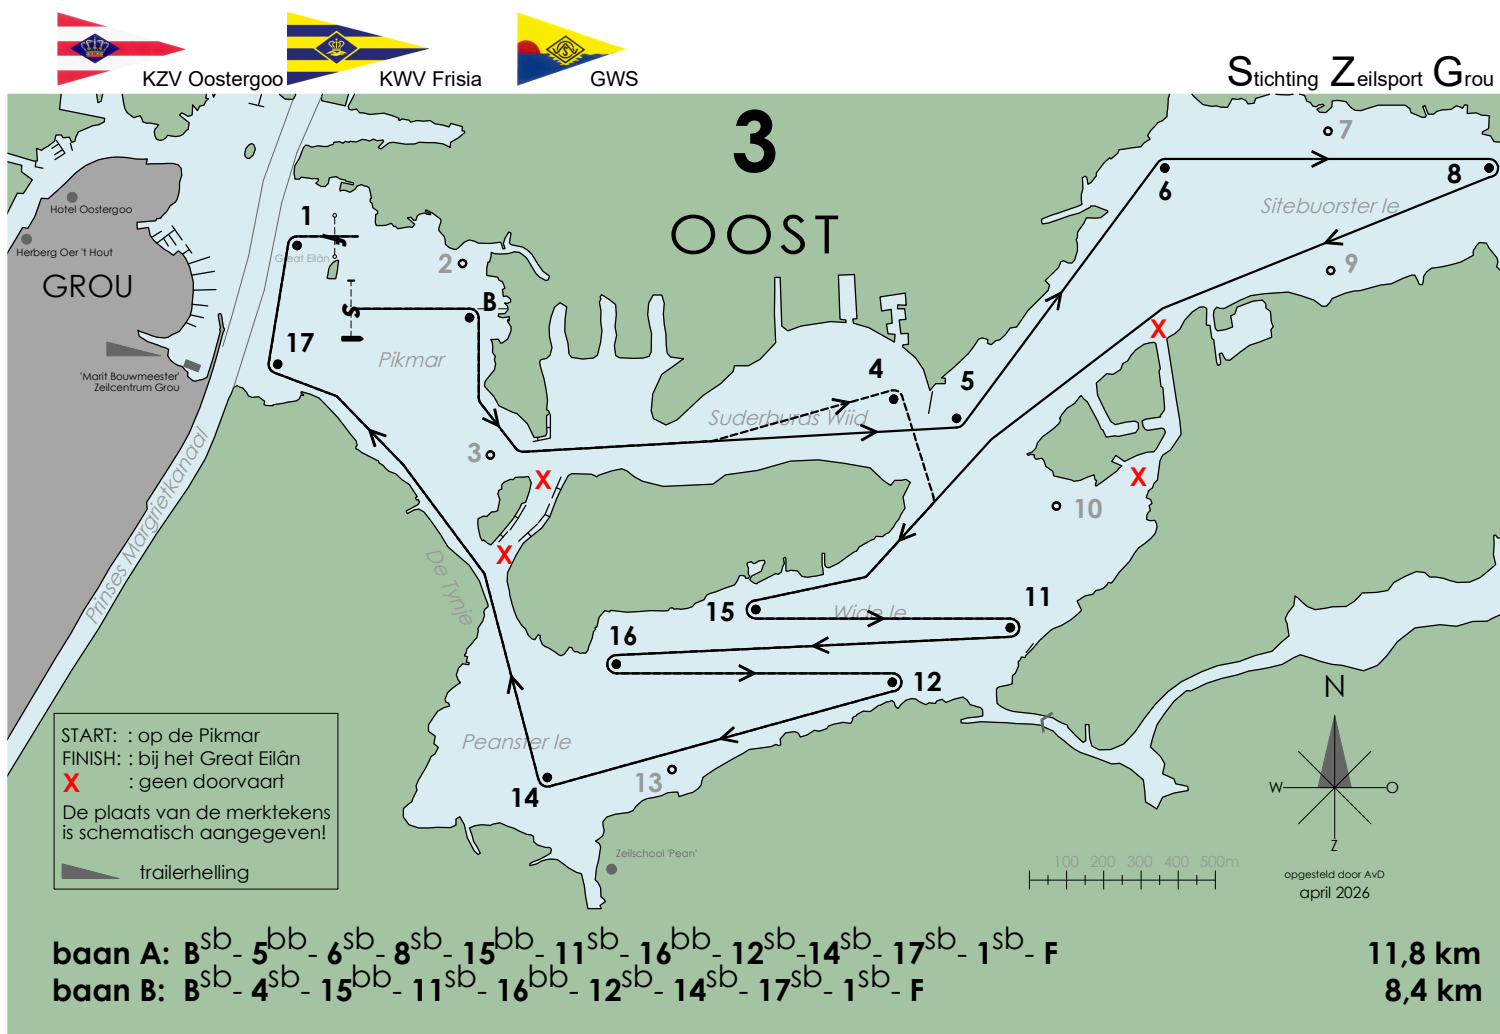 KZV Oostergoo
KWV Frisia
GWS
Stichting Zeilsport Grou
3
OOST
7
6
8
Sitebuorster Ie
9
Hotel Oostergoo
Herberg Oer 't Hout
GROU
1
Great Eilân
2
S
B
17
Pikmar
'Marit Bouwmeester'
Zeilcentrum Grou
X
4
5
Suderburds Wiid
3
X
X
10
Prinses Margrietkanaal
De Tynje
X
15
Wide Ie
11
16
12
N
Peanster Ie
13
14
W
O
Z
START: : op de Pikmar
FINISH: : bij het Great Eilân
X : geen doorvaart
De plaats van de merktekens
is schematisch aangegeven!
trailerhelling
Zeilschool 'Pean'
100 200 300 400 500m
opgesteld door AvD
april 2026
baan A: Bsb- 5bb- 6sb- 8sb- 15bb- 11sb- 16bb- 12sb-14sb- 17sb- 1sb- F 11,8 km
baan B: Bsb- 4sb- 15bb- 11sb- 16bb- 12sb- 14sb- 17sb- 1sb- F 8,4 km